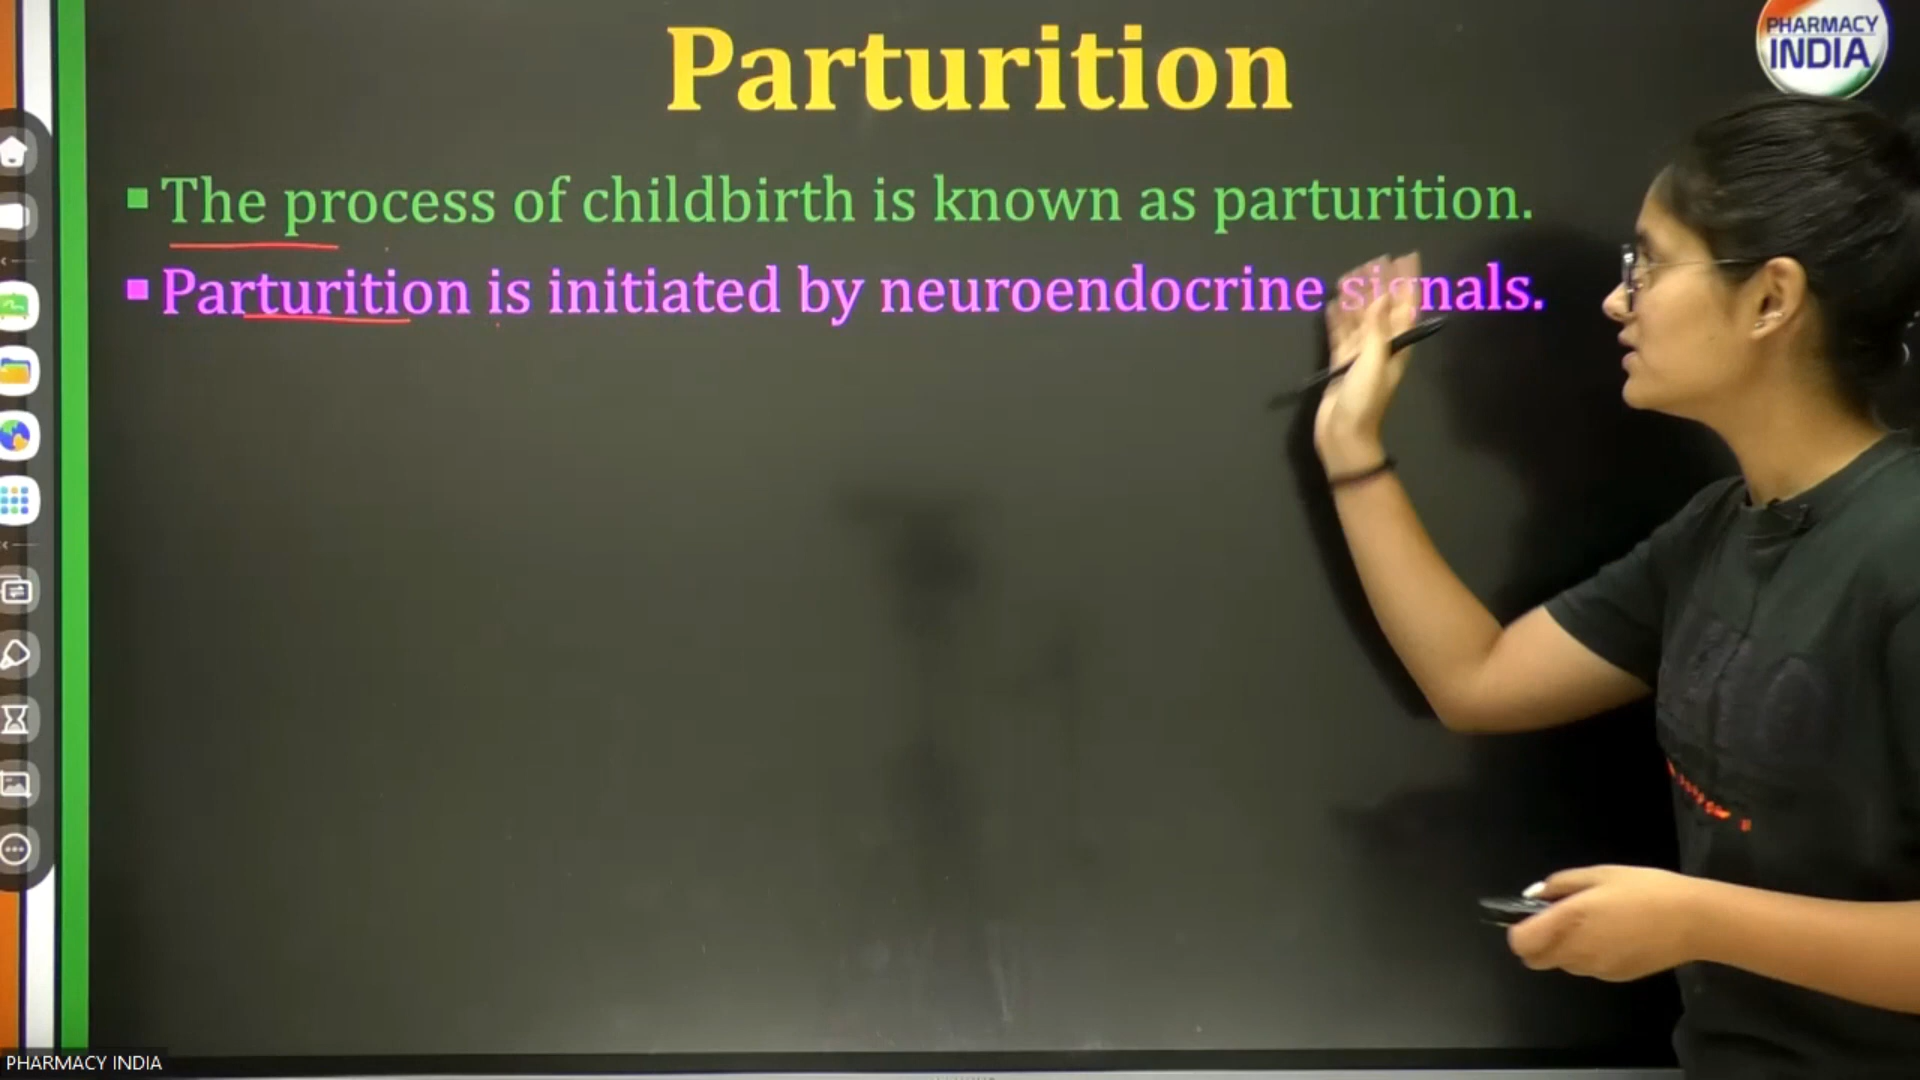 Parturition
PHARMACY
INDIA
The process of childbirth is known as parturition.
Parturition is initiated by neuroendocrine signals.
PHARMACY INDIA